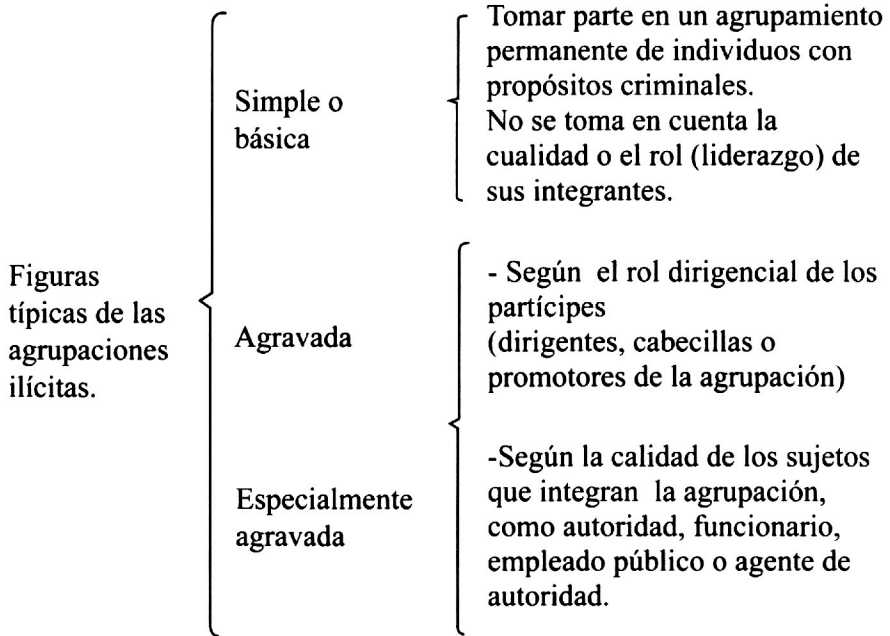 Figuras
típicas de las
agrupaciones
ilícitas.
Simple o
básica
Tomar parte en un agrupamiento
permanente de individuos con
propósitos criminales.
No se toma en cuenta la
cualidad o el rol (liderazgo) de
sus integrantes.
Agravada
- Según el rol dirigencial de los
partícipes
(dirigentes, cabecillas o
promotores de la agrupación)
Especialmente
agravada
-Según la calidad de los sujetos
que integran la agrupación,
como autoridad, funcionario,
empleado público o agente de
autoridad.